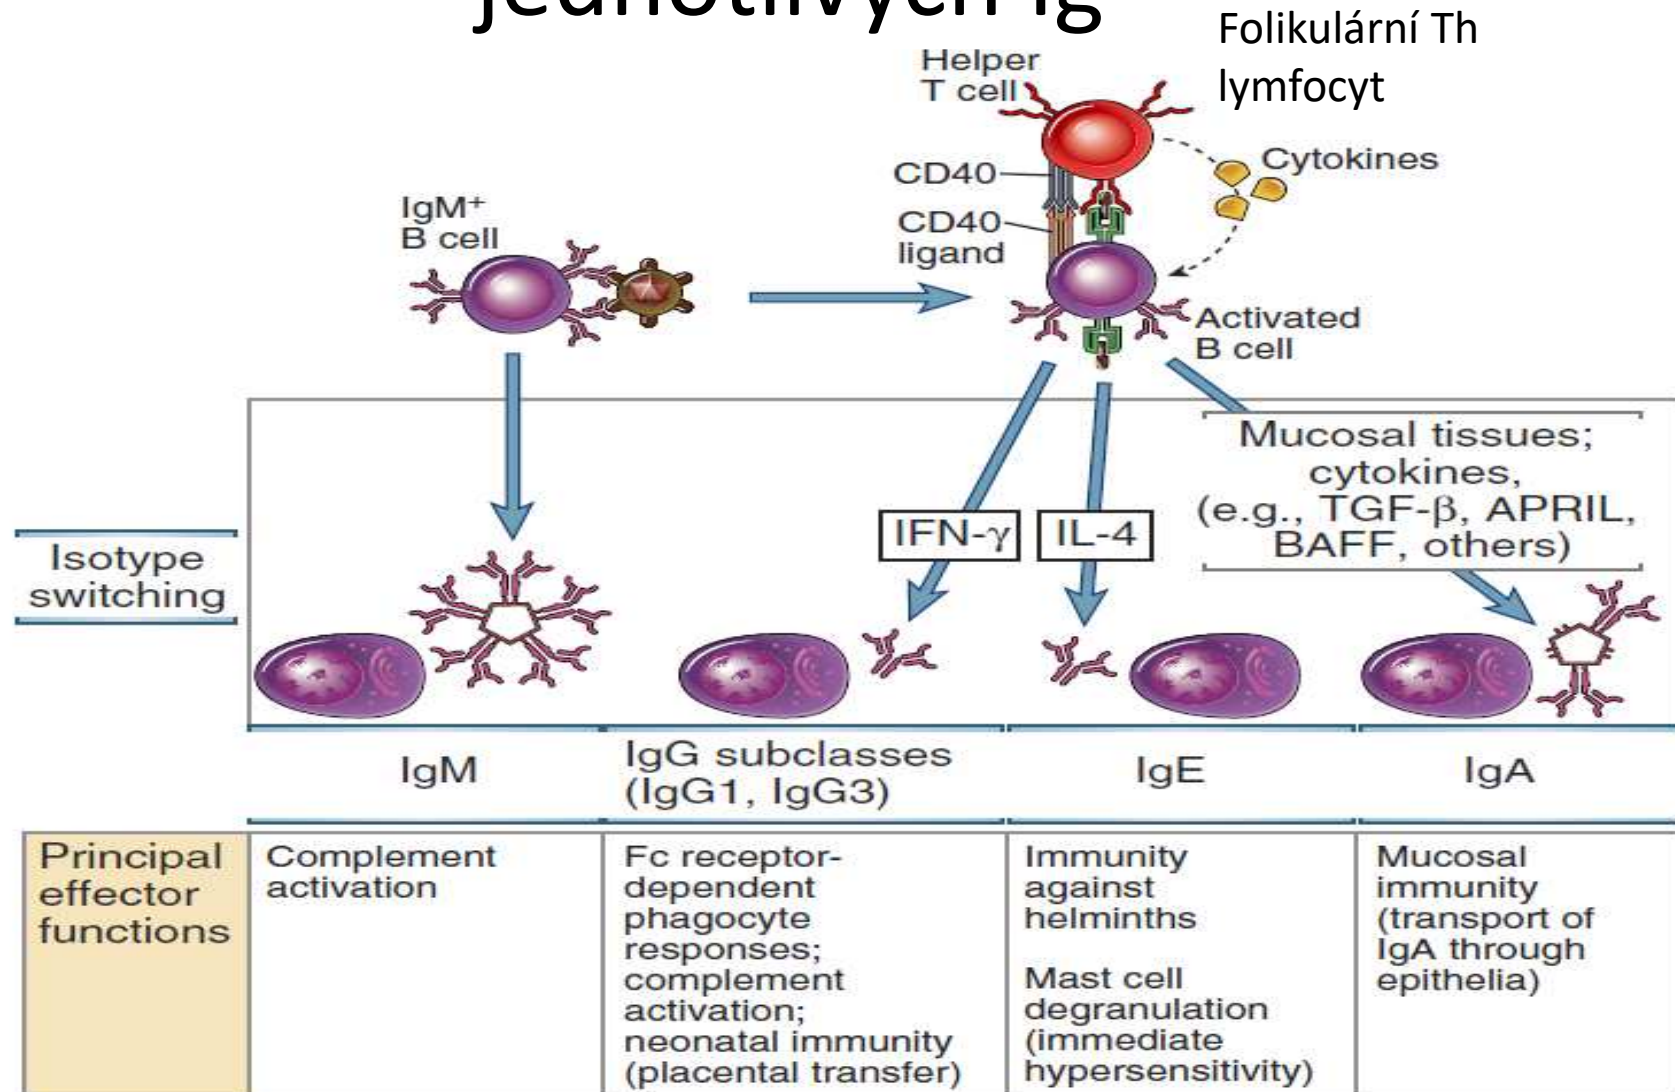 jednotlivých Ig
Folikulární Th
lymfocyt
Helper
T cell
Cytokines
CD40
CD40
ligand
IgM+
B cell
Activated
B cell
Mucosal tissues;
cytokines,
(e.g., TGF-β, APRIL,
BAFF, others)
IFN-γ
IL-4
Isotype
switching
IgM
IgG subclasses
(IgG1, IgG3)
IgE
IgA
Principal
effector
functions
Complement
activation
Fc receptor-
dependent
phagocyte
responses;
complement
activation;
neonatal immunity
(placental transfer)
Immunity
against
helminths
Mast cell
degranulation
(immediate
hypersensitivity)
Mucosal
immunity
(transport of
IgA through
epithelia)